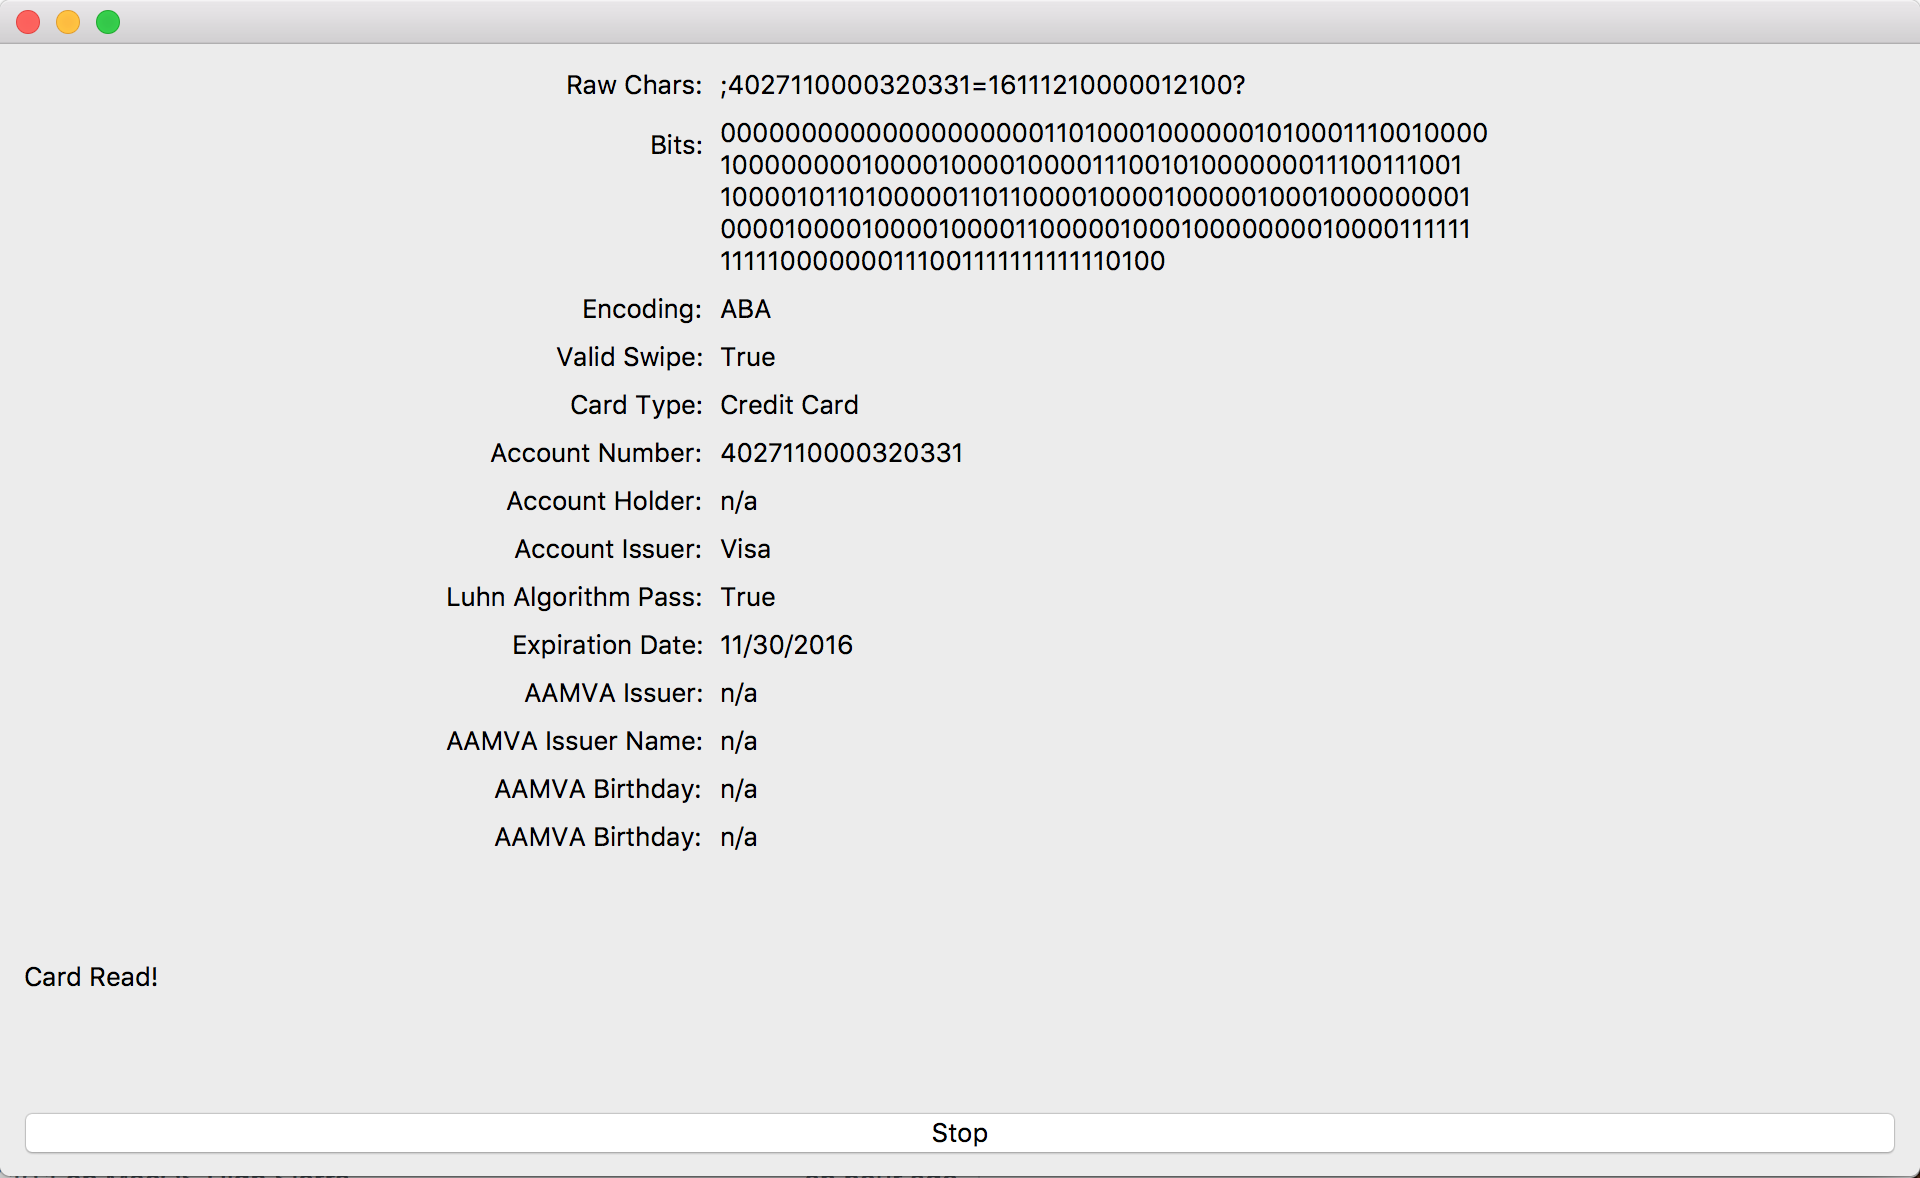 Raw Chars: ;4027110000320331=16111210000012100?
Bits: 00000000000000000000110100010000001010001110010000
10000000010000100001000011100101000000011100111001
10000101101000001101100001000010000010001000000001
00001000010000100001100000100010000000010000111111
111110000000111001111111111110100
Encoding: ABA
Valid Swipe: True
Card Type: Credit Card
Account Number: 4027110000320331
Account Holder: n/a
Account Issuer: Visa
Luhn Algorithm Pass: True
Expiration Date: 11/30/2016
AAMVA Issuer: n/a
AAMVA Issuer Name: n/a
AAMVA Birthday: n/a
AAMVA Birthday: n/a
Card Read!
Stop